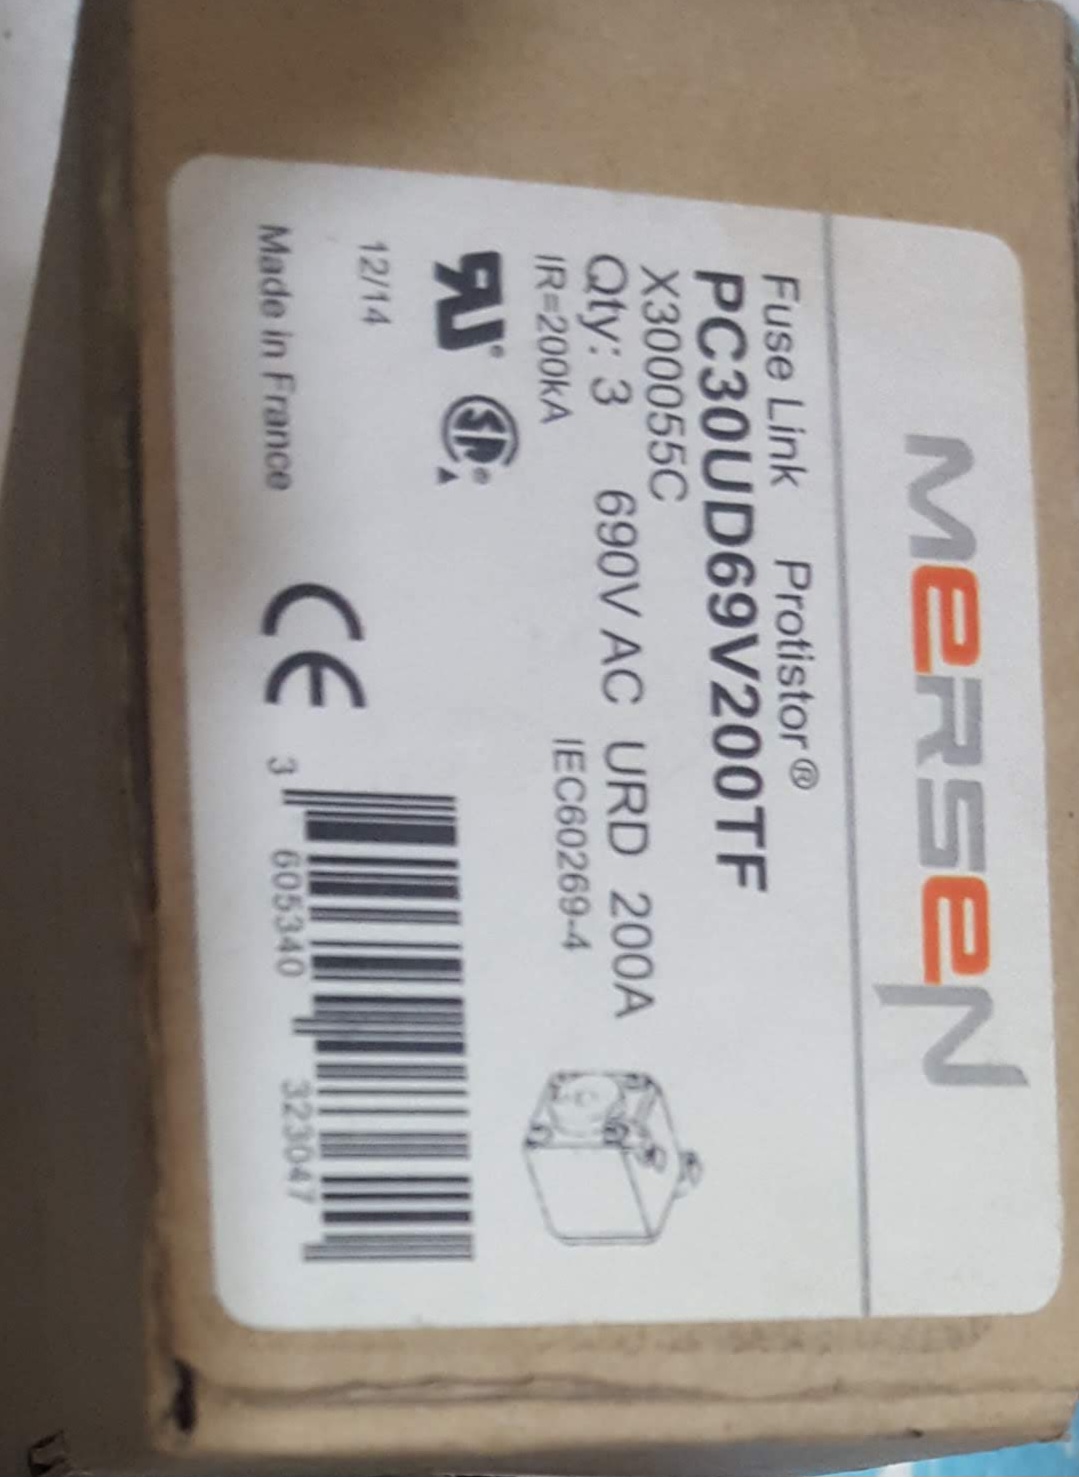 MERSEN
Fuse Link Protistor®
PC30UD69V200TF
X300055C
Qty: 3 690V AC URD 200A
IR=200kA IEC60269-4
12/14
Made in France
3 605340 323047